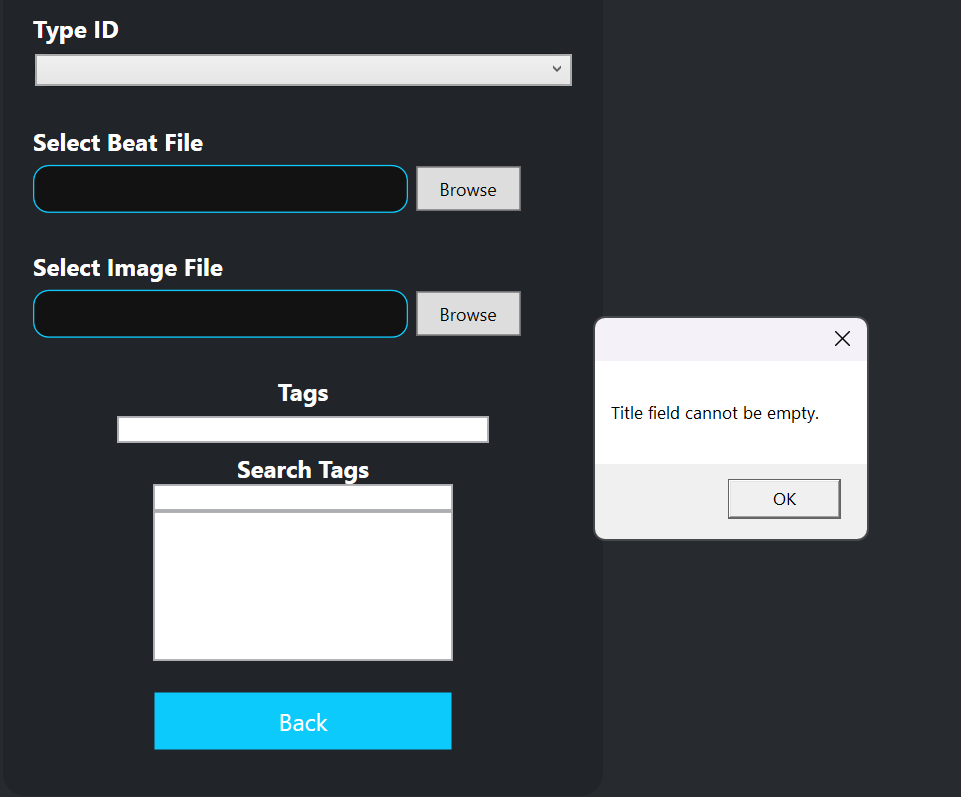 Type ID
Select Beat File
Browse
Select Image File
Browse
Title field cannot be empty.
OK
Tags
Search Tags
Back